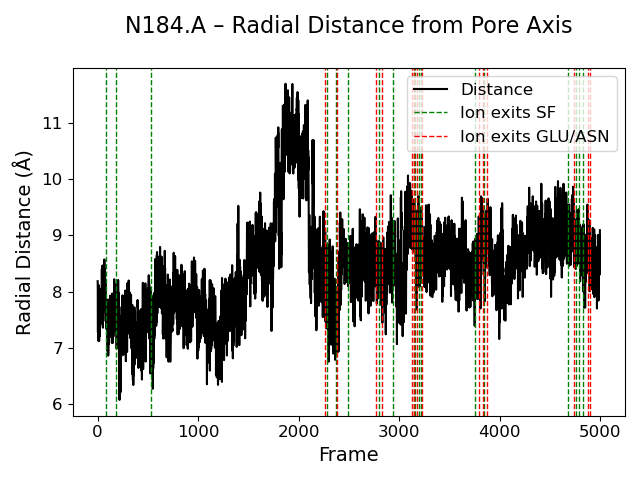 N184.A – Radial Distance from Pore Axis
Distance
Ion exits SF
Ion exits GLU/ASN
Radial Distance (Å)
11
10
9
8
7
6
0 1000 2000 3000 4000 5000
Frame